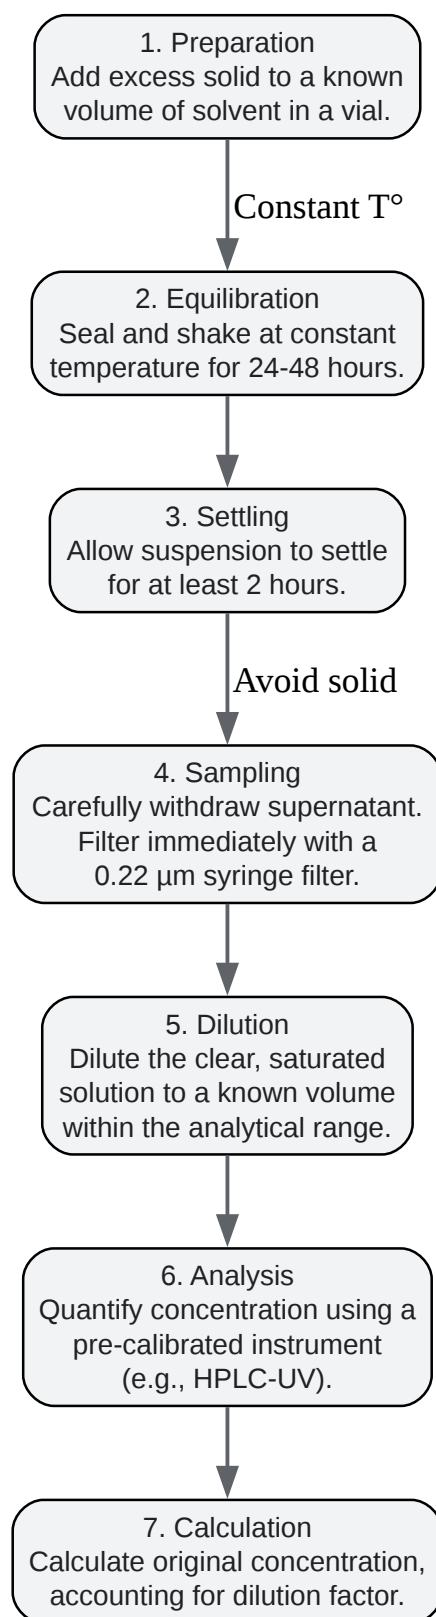 1. Preparation
Add excess solid to a known
volume of solvent in a vial.
Constant T°
2. Equilibration
Seal and shake at constant
temperature for 24-48 hours.
3. Settling
Allow suspension to settle
for at least 2 hours.
Avoid solid
4. Sampling
Carefully withdraw supernatant.
Filter immediately with a
0.22 µm syringe filter.
5. Dilution
Dilute the clear, saturated
solution to a known volume
within the analytical range.
6. Analysis
Quantify concentration using a
pre-calibrated instrument
(e.g., HPLC-UV).
7. Calculation
Calculate original concentration,
accounting for dilution factor.